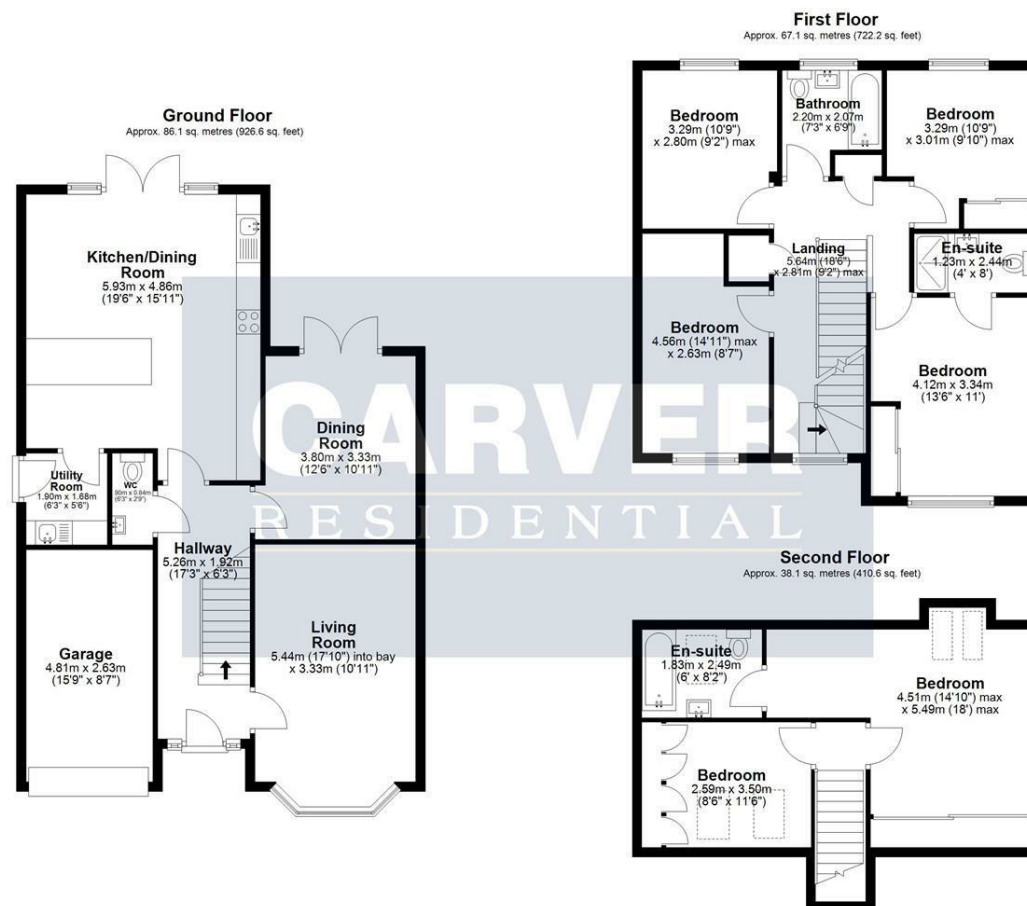 Ground Floor
Approx. 86.1 sq. metres (926.6 sq. feet)
Kitchen/Dining
Room
5.93m x 4.86m
(19'6" x 15'11")
Dining
Room
3.80m x 3.33m
(12'6" x 10'11")
Utility
Room
1.90m x 1.68m
(6'3" x 5'6")
WC
.90m x 0.84m
(6'3" x 2'9")
Hallway
5.26m x 1.92m
(17'3" x 6'3")
Garage
4.81m x 2.63m
(15'9" x 8'7")
Living
Room
5.44m (17'10") into bay
x 3.33m (10'11")
First Floor
Approx. 67.1 sq. metres (722.2 sq. feet)
Bedroom
3.29m (10'9")
x 2.80m (9'2") max
Bathroom
2.20m x 2.07m
(7'3" x 6'9")
Bedroom
3.29m (10'9")
x 3.01m (9'10") max
Landing
5.64m (18'6")
x 2.81m (9'2") max
En-suite
1.23m x 2.44m
(4' x 8')
Bedroom
4.56m (14'11") max
x 2.63m (8'7")
Bedroom
4.12m x 3.34m
(13'6" x 11')
CARVER
RESIDENTIAL
Second Floor
Approx. 38.1 sq. metres (410.6 sq. feet)
En-suite
1.83m x 2.49m
(6' x 8'2")
Bedroom
4.51m (14'10") max
x 5.49m (18') max
Bedroom
2.59m x 3.50m
(8'6" x 11'6")